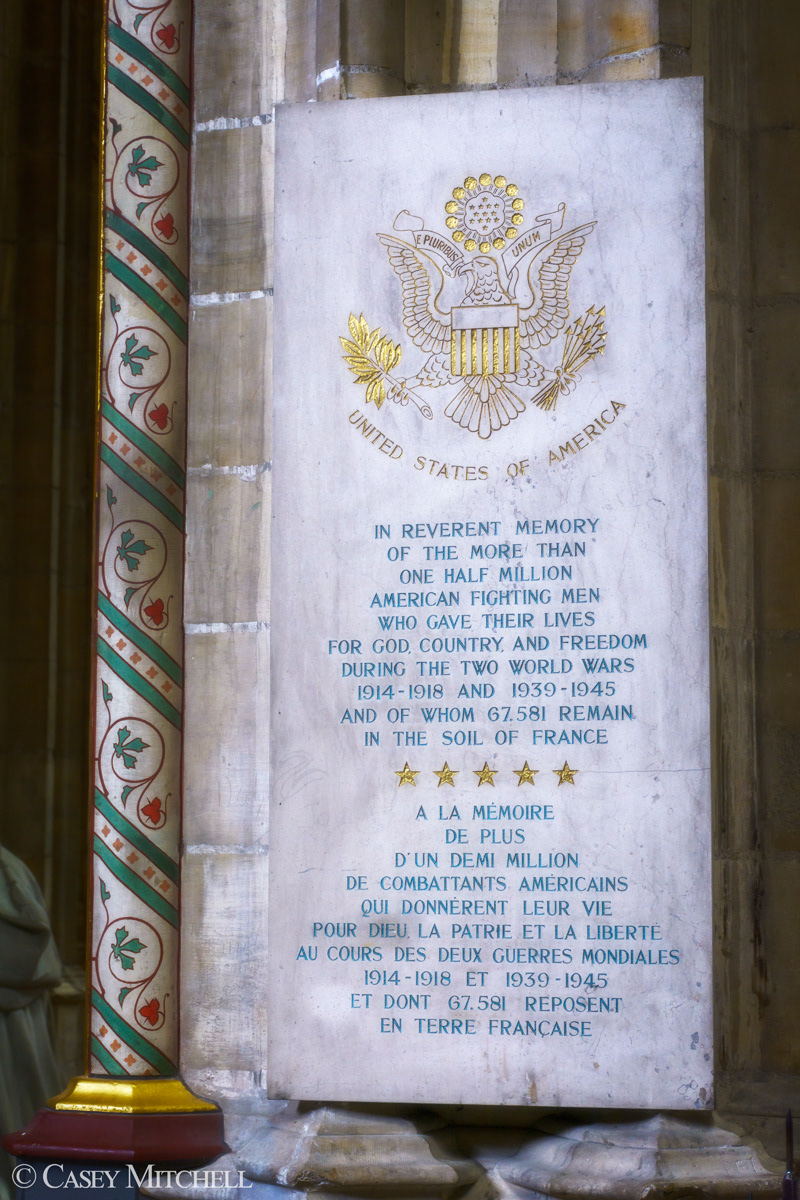 E PLURIBUS UNUM
UNITED STATES OF AMERICA
IN REVERENT MEMORY
OF THE MORE THAN
ONE HALF MILLION
AMERICAN FIGHTING MEN
WHO GAVE THEIR LIVES
FOR GOD, COUNTRY, AND FREEDOM
DURING THE TWO WORLD WARS
1914-1918 AND 1939-1945
AND OF WHOM 67.581 REMAIN
IN THE SOIL OF FRANCE
A LA MÉMOIRE
DE PLUS
D'UN DEMI MILLION
DE COMBATTANTS AMÉRICAINS
QUI DONNÈRENT LEUR VIE
POUR DIEU, LA PATRIE ET LA LIBERTÉ
AU COURS DES DEUX GUERRES MONDIALES
1914-1918 ET 1939-1945
ET DONT 67.581 REPOSENT
EN TERRE FRANÇAISE
© CASEY MITCHELL